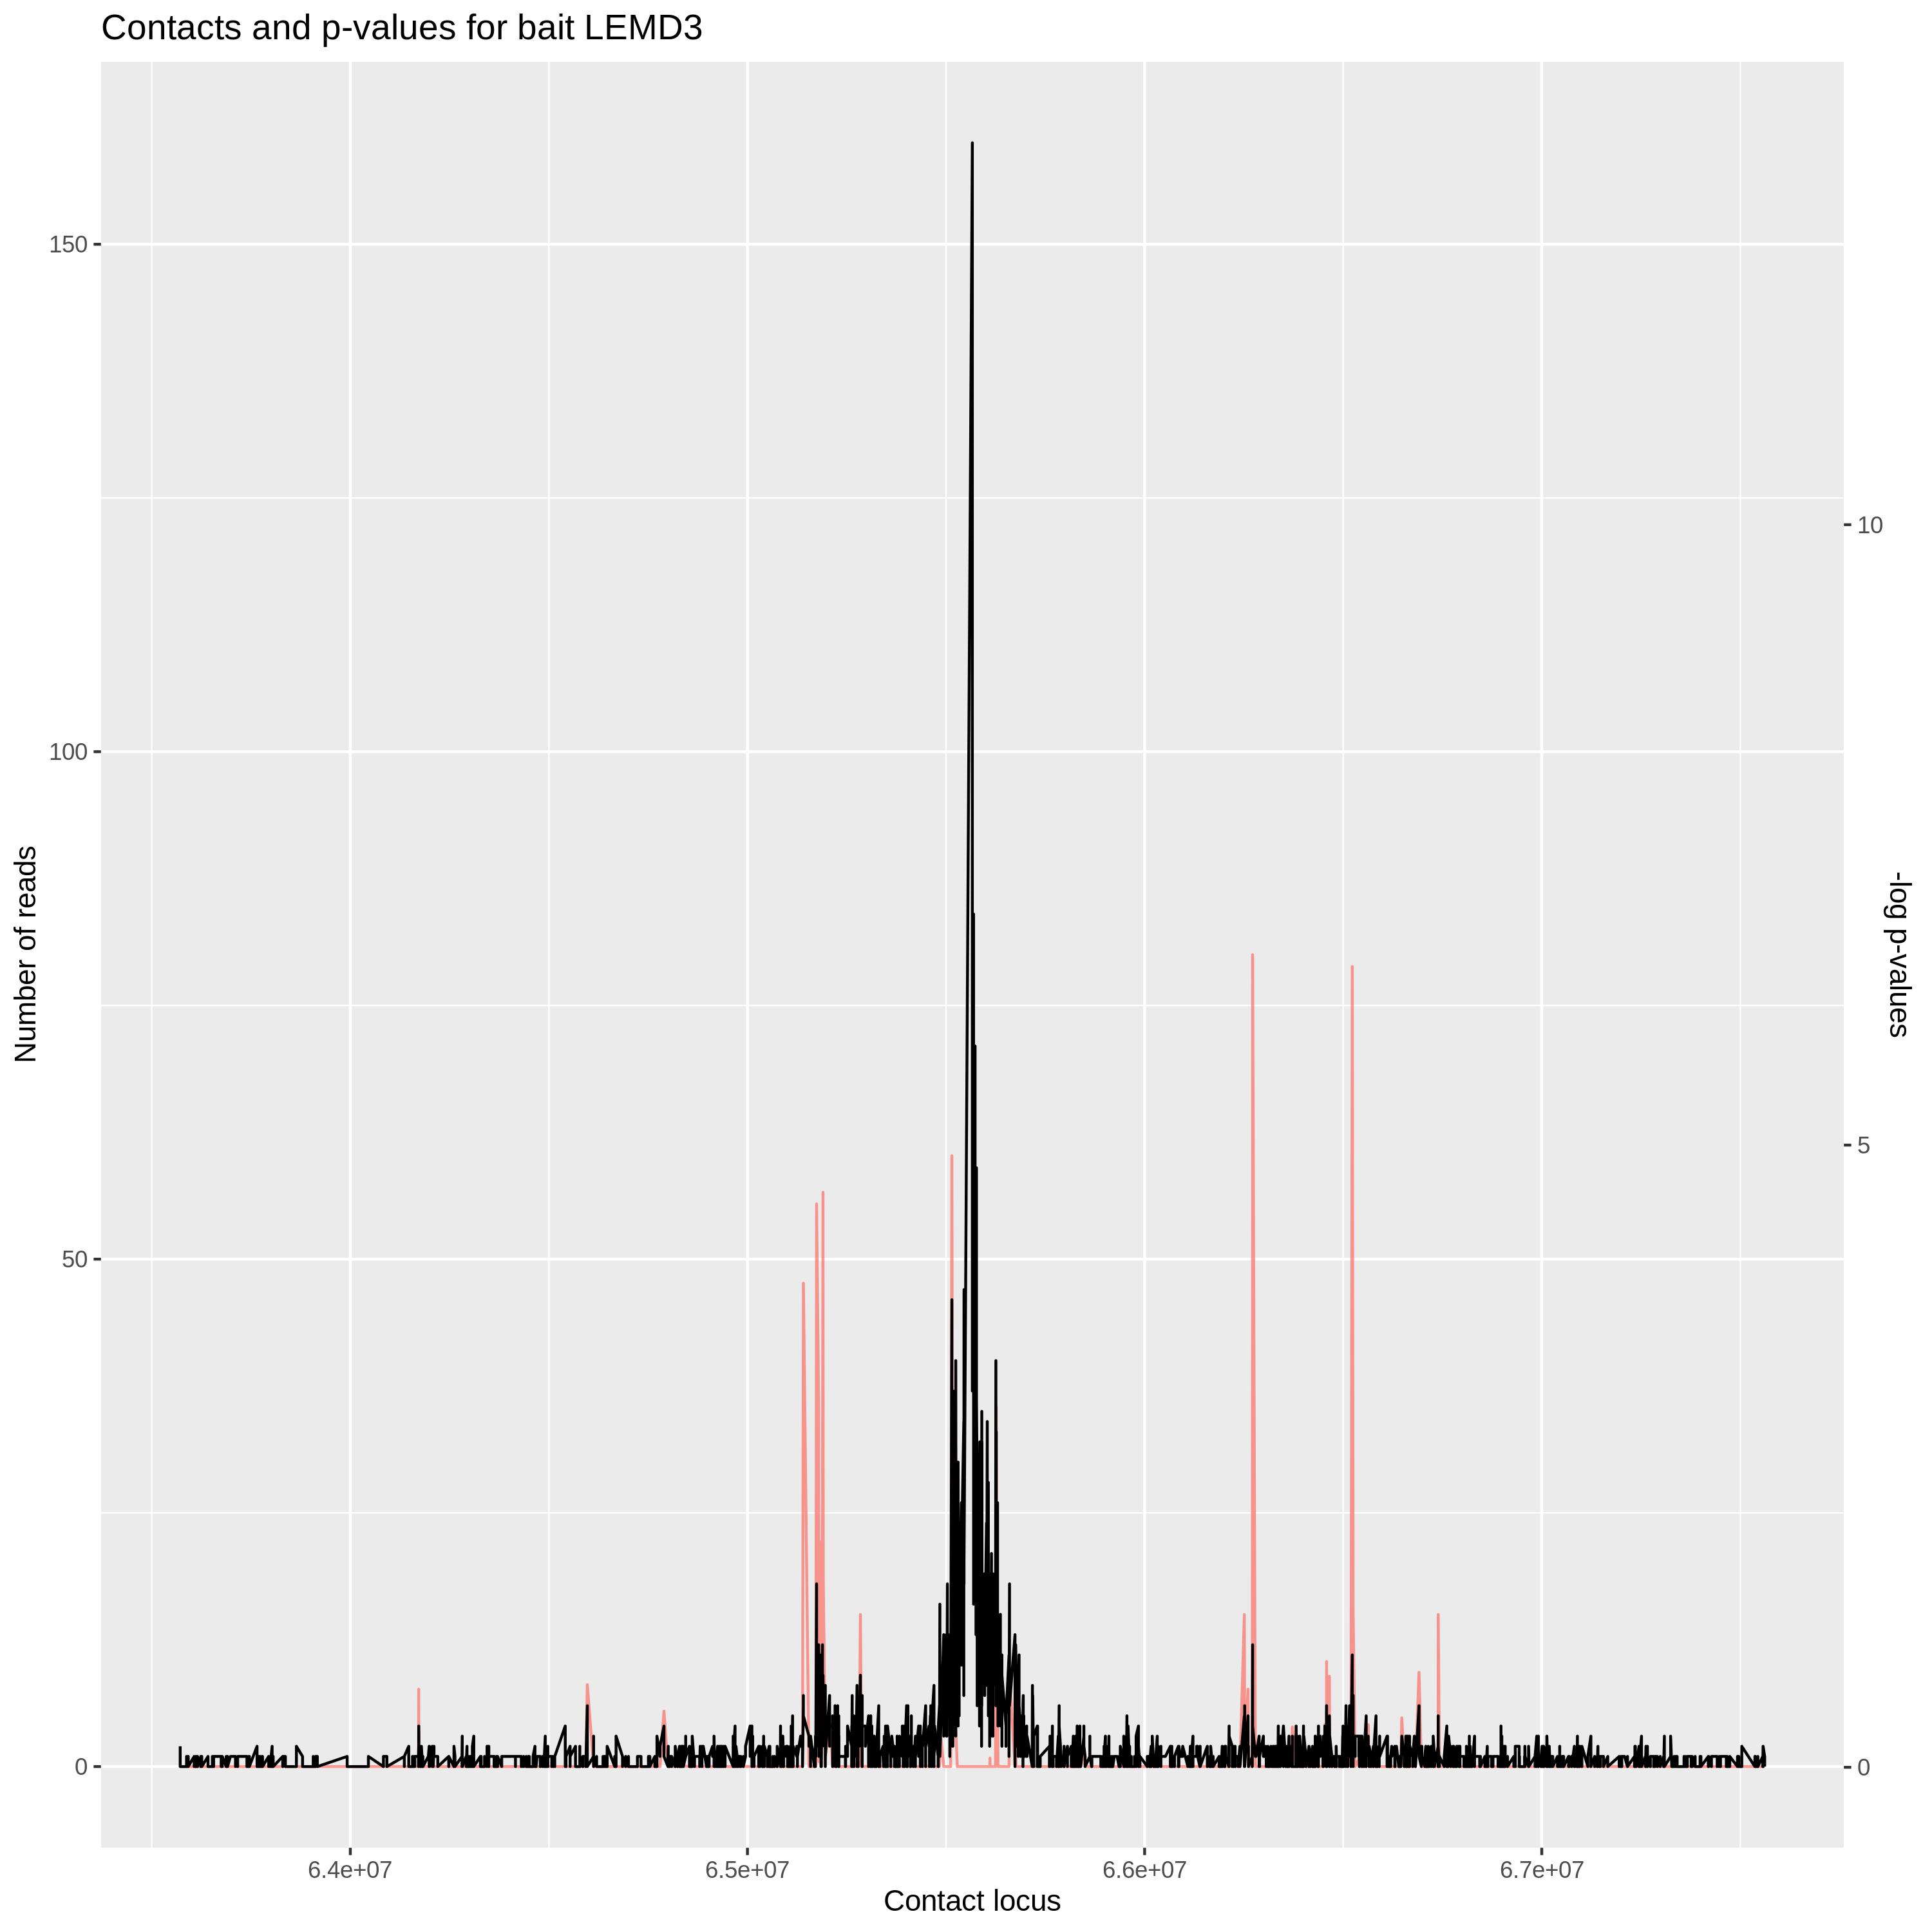 Contacts and p-values for bait LEMD3
150
100
50
0
Number of reads
10
5
0
-log p-values
6.4e+07
6.5e+07
6.6e+07
6.7e+07
Contact locus